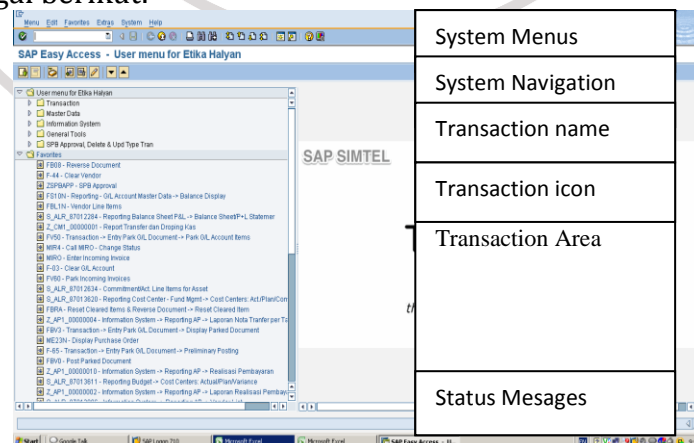 gai berikut.
Menu Edit Favorites Extras System Help
SAP Easy Access - User menu for Etika Halyan
User menu for Etika Halyan
Transaction
Master Data
Information System
General Tools
SPB Approval, Delete & Upd Type Tran
Favorites
FB08 - Reverse Document
F-44 - Clear Vendor
ZSPBAPP - SPB Approval
FS10N - Reporting - G/L Account Master Data -> Balance Display
FBL1N - Vendor Line Items
S_ALR_87012284 - Reporting Balance Sheet P&L -> Balance Sheet/P+L Statemer
Z_CM1_00000001 - Report Transfer dan Droping Kas
FV50 - Transaction -> Entry Park G/L Document -> Park G/L Account Items
MIR4 - Call MIRO - Change Status
MIRO - Enter Incoming Invoice
F-03 - Clear G/L Account
FV60 - Park Incoming Invoices
S_ALR_87012634 - Commitment/Act. Line Items for Asset
S_ALR_87013620 - Reporting Cost Center - Fund Mgmt -> Cost Centers: Act./Plan/Con
FBRA - Reset Cleared Items & Reverse Document -> Reset Cleared Item
Z_AP1_00000004 - Information System -> Reporting AP -> Laporan Nota Tranfer per Ta
FBV3 - Transaction -> Entry Park G/L Document -> Display Parked Document
ME23N - Display Purchase Order
F-65 - Transaction -> Entry Park G/L Document -> Preliminary Posting
FBV0 - Post Parked Document
Z_AP1_00000010 - Information System -> Reporting AP -> Realisasi Pembayaran
S_ALR_87013611 - Reporting Budget -> Cost Centers: Actual/Plan/Variance
Z_AP1_00000002 - Information System -> Reporting AP -> Laporan Realisasi Pembay
SAP SIMTEL
T
th
System Menus
System Navigation
Transaction name
Transaction icon
Transaction Area
Status Mesages
Start Google Talk SAP Logon 710 Microsoft Excel Microsoft Excel SAP Easy Access - U